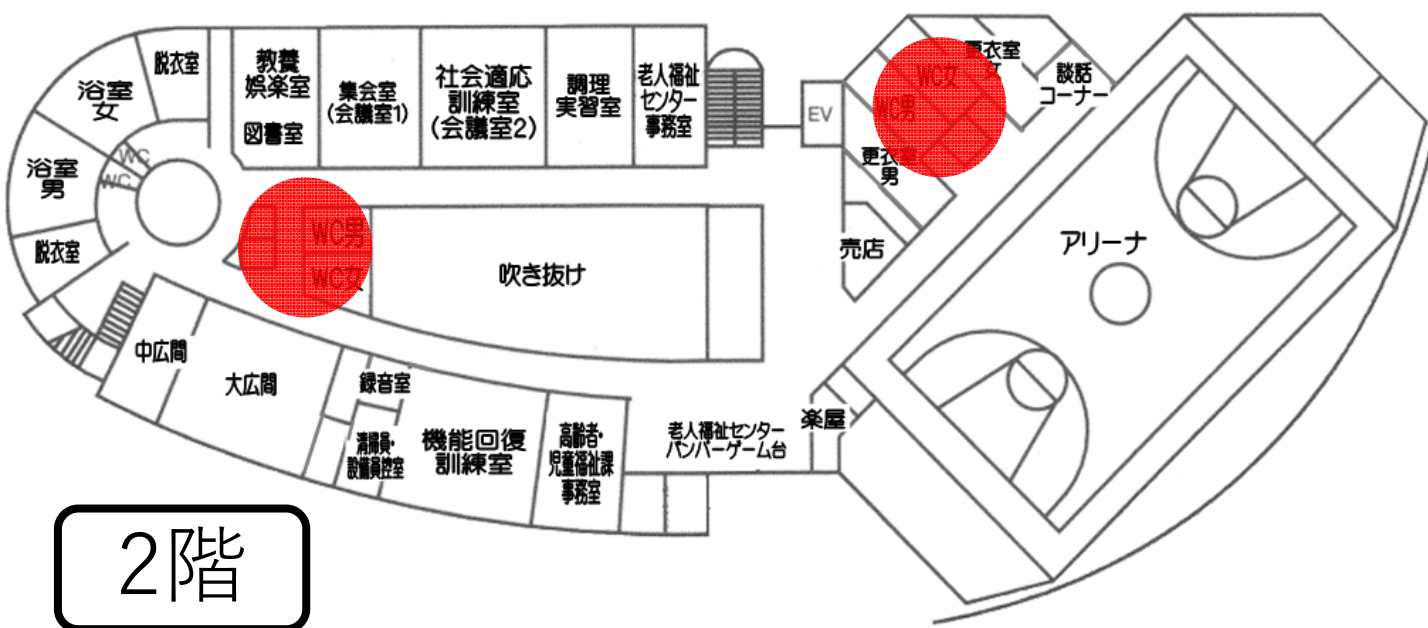 脱衣室
浴室
女
教養
娯楽室
図書室
集会室
(会議室1)
社会適応
訓練室
(会議室2)
調理
実習室
老人福祉
センター
事務室
EV
WC女
WC男
更衣室
女
談話
コーナー
更衣室
男
売店
アリーナ
浴室
男
WC
WC
脱衣室
WC男
WC女
吹き抜け
中広間
大広間
録音室
清掃員・
設備員控室
機能回復
訓練室
高齢者・
児童福祉課
事務室
老人福祉センター
バンパーゲーム台
楽屋
2階